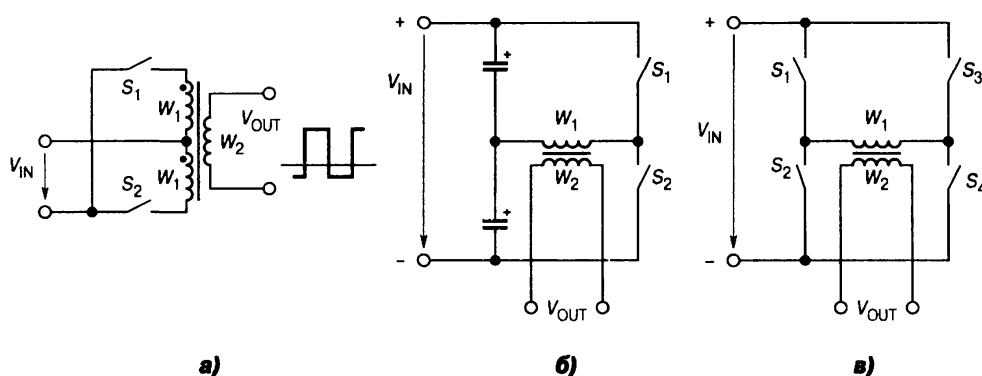 S1
W1
VIN
S2
W1
W2
VOUT
а)
+
VIN
–
+
+
S1
W1
W2
S2
VOUT
б)
+
VIN
–
S1
S3
W1
W2
S2
S4
VOUT
в)